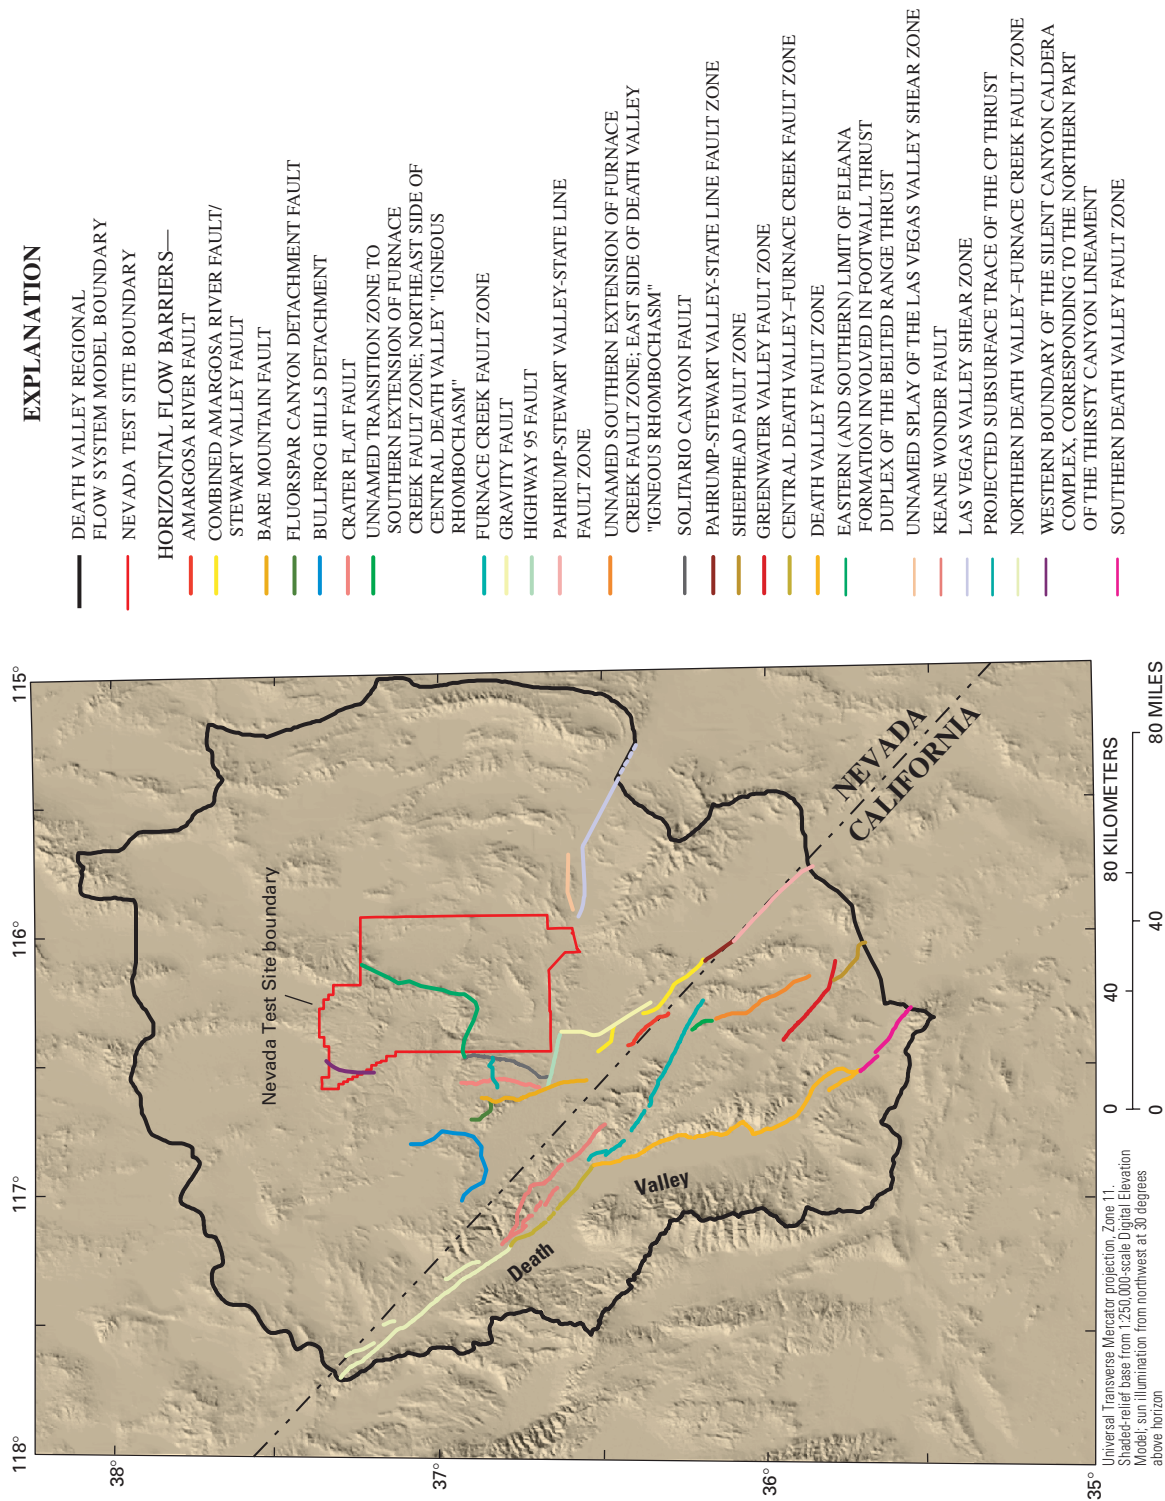 118°
117°
116°
115°
38°
37°
36°
35°
Nevada Test Site boundary
Death
Valley
NEVADA
CALIFORNIA
Universal Transverse Mercator projection, Zone 11.
Shaded-relief base from 1:250,000-scale Digital Elevation
Model; sun illumination from northwest at 30 degrees
above horizon
0 40 80 KILOMETERS
0 40 80 MILES
EXPLANATION
DEATH VALLEY REGIONAL
FLOW SYSTEM MODEL BOUNDARY
NEVADA TEST SITE BOUNDARY
HORIZONTAL FLOW BARRIERS—
AMARGOSA RIVER FAULT
COMBINED AMARGOSA RIVER FAULT/
STEWART VALLEY FAULT
BARE MOUNTAIN FAULT
FLUORSPAR CANYON DETACHMENT FAULT
BULLFROG HILLS DETACHMENT
CRATER FLAT FAULT
UNNAMED TRANSITION ZONE TO
SOUTHERN EXTENSION OF FURNACE
CREEK FAULT ZONE; NORTHEAST SIDE OF
CENTRAL DEATH VALLEY "IGNEOUS
RHOMBOCHASM"
FURNACE CREEK FAULT ZONE
GRAVITY FAULT
HIGHWAY 95 FAULT
PAHRUMP-STEWART VALLEY-STATE LINE
FAULT ZONE
UNNAMED SOUTHERN EXTENSION OF FURNACE
CREEK FAULT ZONE; EAST SIDE OF DEATH VALLEY
"IGNEOUS RHOMBOCHASM"
SOLITARIO CANYON FAULT
PAHRUMP-STEWART VALLEY-STATE LINE FAULT ZONE
SHEEPHEAD FAULT ZONE
GREENWATER VALLEY FAULT ZONE
CENTRAL DEATH VALLEY–FURNACE CREEK FAULT ZONE
DEATH VALLEY FAULT ZONE
EASTERN (AND SOUTHERN) LIMIT OF ELEANA
FORMATION INVOLVED IN FOOTWALL THRUST
DUPLEX OF THE BELTED RANGE THRUST
UNNAMED SPLAY OF THE LAS VEGAS VALLEY SHEAR ZONE
KEANE WONDER FAULT
LAS VEGAS VALLEY SHEAR ZONE
PROJECTED SUBSURFACE TRACE OF THE CP THRUST
NORTHERN DEATH VALLEY–FURNACE CREEK FAULT ZONE
WESTERN BOUNDARY OF THE SILENT CANYON CALDERA
COMPLEX, CORRESPONDING TO THE NORTHERN PART
OF THE THIRSTY CANYON LINEAMENT
SOUTHERN DEATH VALLEY FAULT ZONE